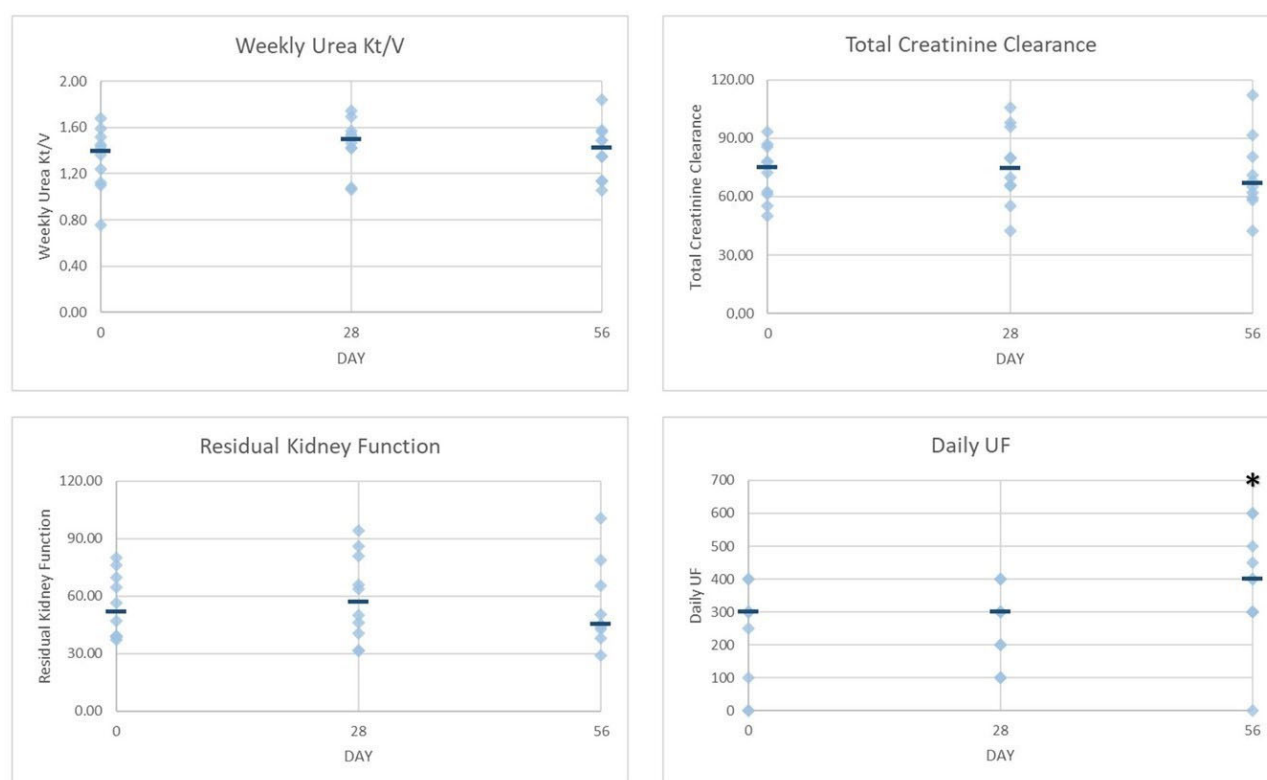 Weekly Urea Kt/V
Weekly Urea Kt/V
2.00
1.60
1.20
0.80
0.40
0.00
0 28 56
DAY
Total Creatinine Clearance
Total Creatinine Clearance
120.00
90.00
60.00
30.00
0.00
0 28 56
DAY
Residual Kidney Function
Residual Kidney Function
120.00
90.00
60.00
30.00
0.00
0 28 56
DAY
Daily UF
Daily UF
700 *
600
500
400
300
200
100
0
0 28 56
DAY